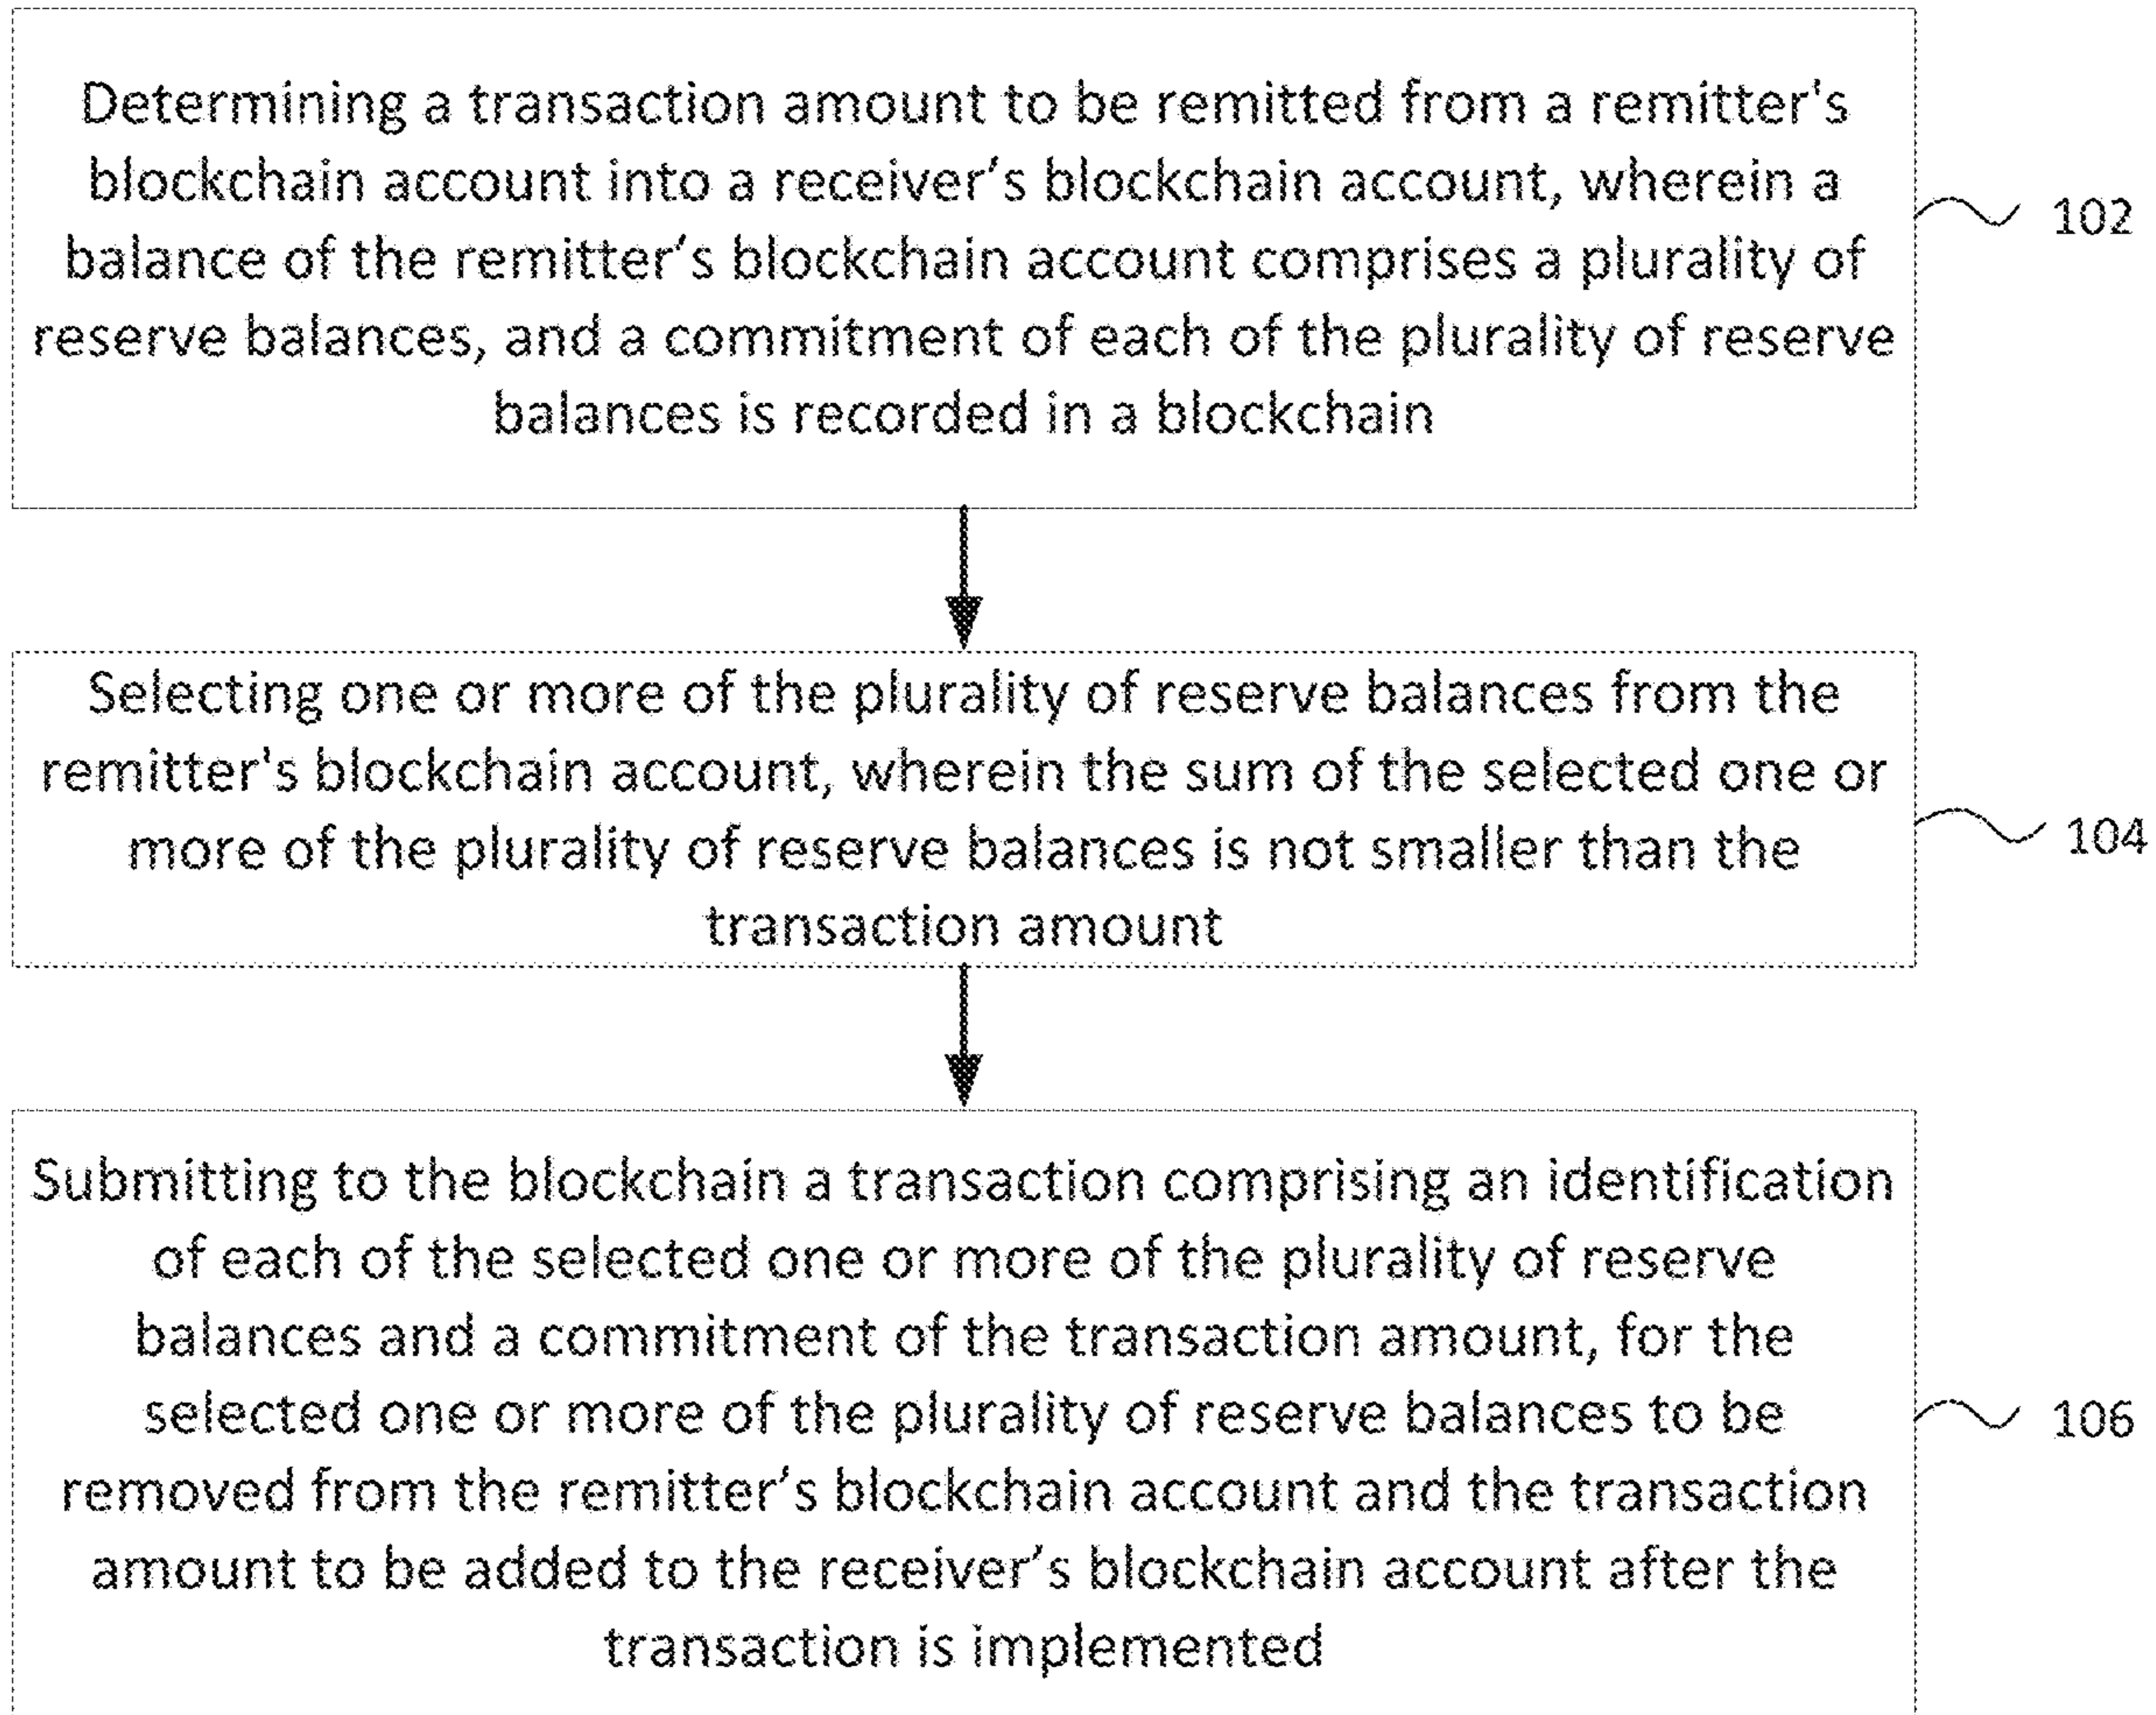 Determining a transaction amount to be remitted from a remitter's
blockchain account into a receiver’s blockchain account, wherein a
balance of the remitter’s blockchain account comprises a plurality of
reserve balances, and a commitment of each of the plurality of reserve
balances is recorded in a blockchain
102
Selecting one or more of the plurality of reserve balances from the
remitter's blockchain account, wherein the sum of the selected one or
more of the plurality of reserve balances is not smaller than the
transaction amount
104
Submitting to the blockchain a transaction comprising an identification
of each of the selected one or more of the plurality of reserve
balances and a commitment of the transaction amount, for the
selected one or more of the plurality of reserve balances to be
removed from the remitter’s blockchain account and the transaction
amount to be added to the receiver’s blockchain account after the
transaction is implemented
106